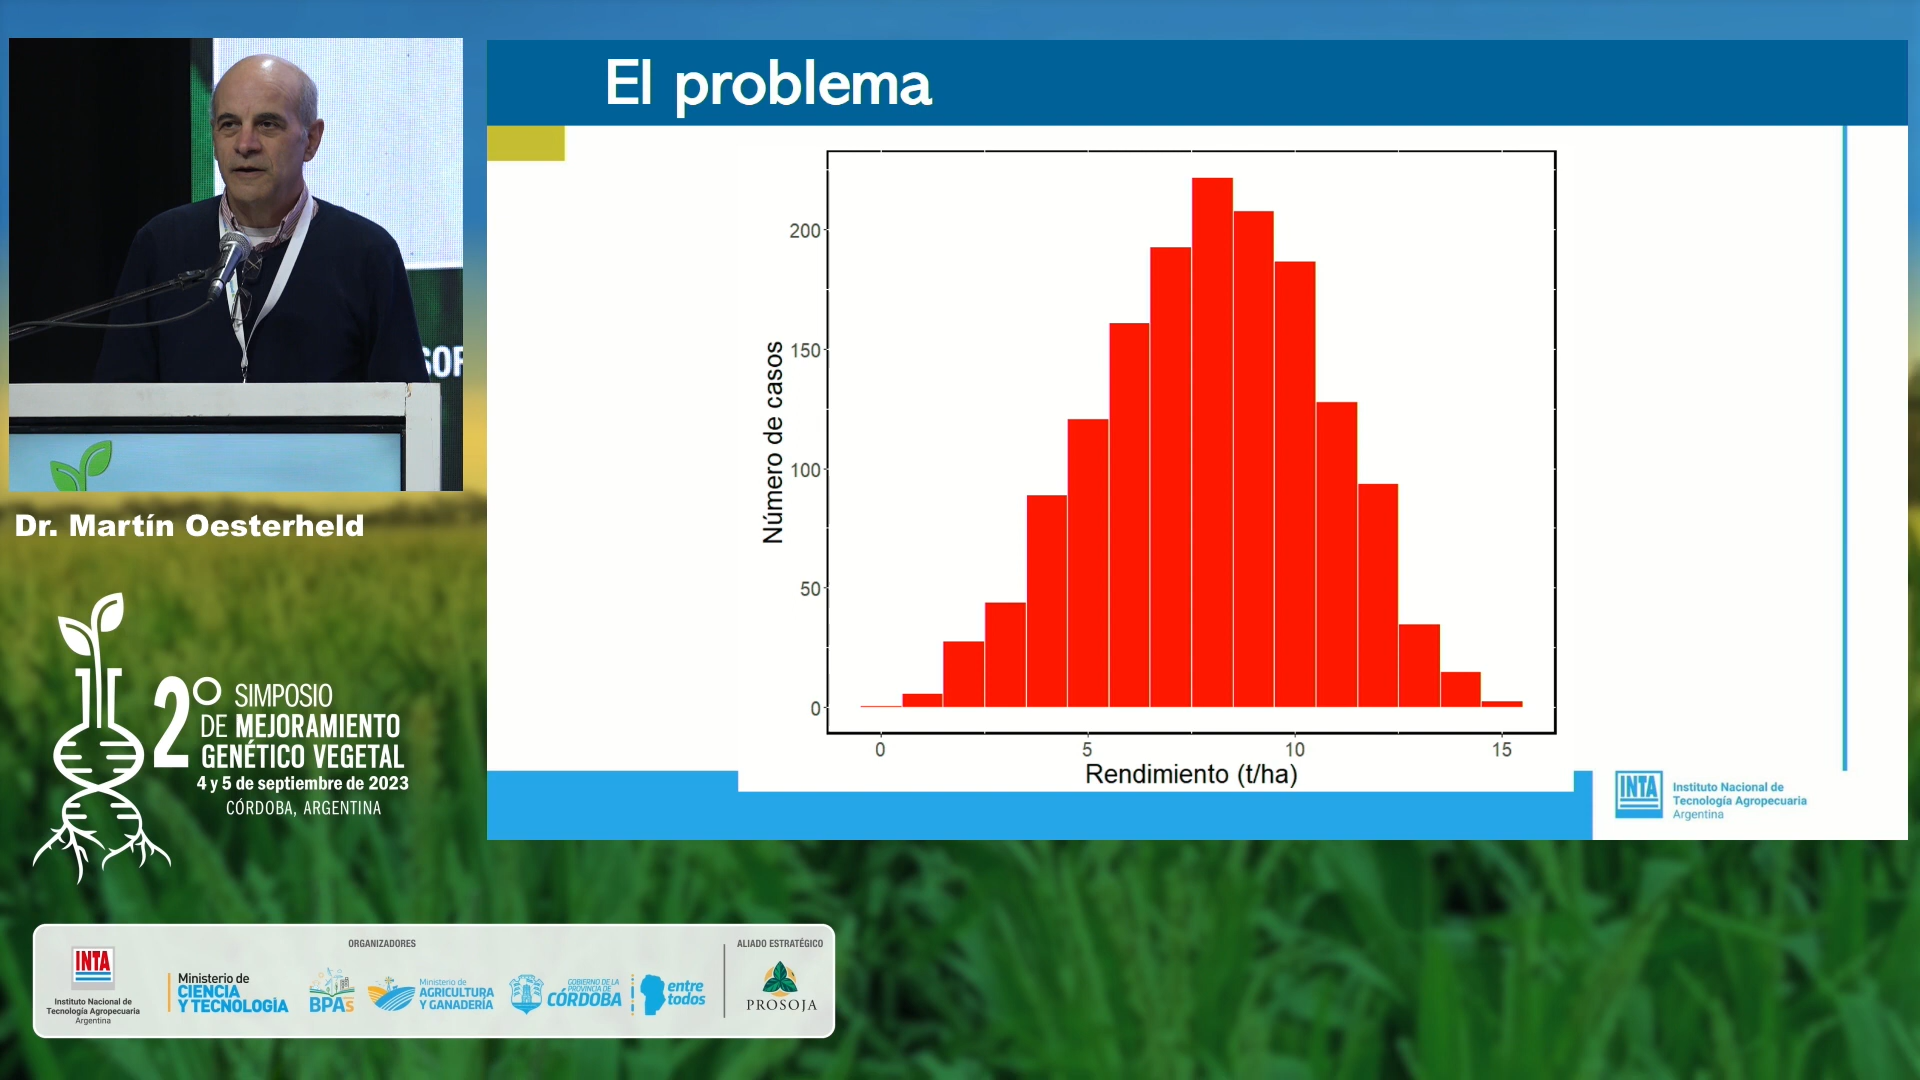 El problema
Número de casos
200
150
100
50
0
0 5 10 15
Rendimiento (t/ha)
INTA
Instituto Nacional de
Tecnología Agropecuaria
Argentina
SOF
Dr. Martín Oesterheld
2° SIMPOSIO
DE MEJORAMIENTO
GENÉTICO VEGETAL
4 y 5 de septiembre de 2023
CÓRDOBA, ARGENTINA
ORGANIZADORES
ALIADO ESTRATÉGICO
INTA
Instituto Nacional de
Tecnología Agropecuaria
Argentina
Ministerio de
CIENCIA
Y TECNOLOGÍA
BPAs
Ministerio de
AGRICULTURA
Y GANADERÍA
GOBIERNO DE LA
PROVINCIA DE
CÓRDOBA
entre
todos
PROSOJA